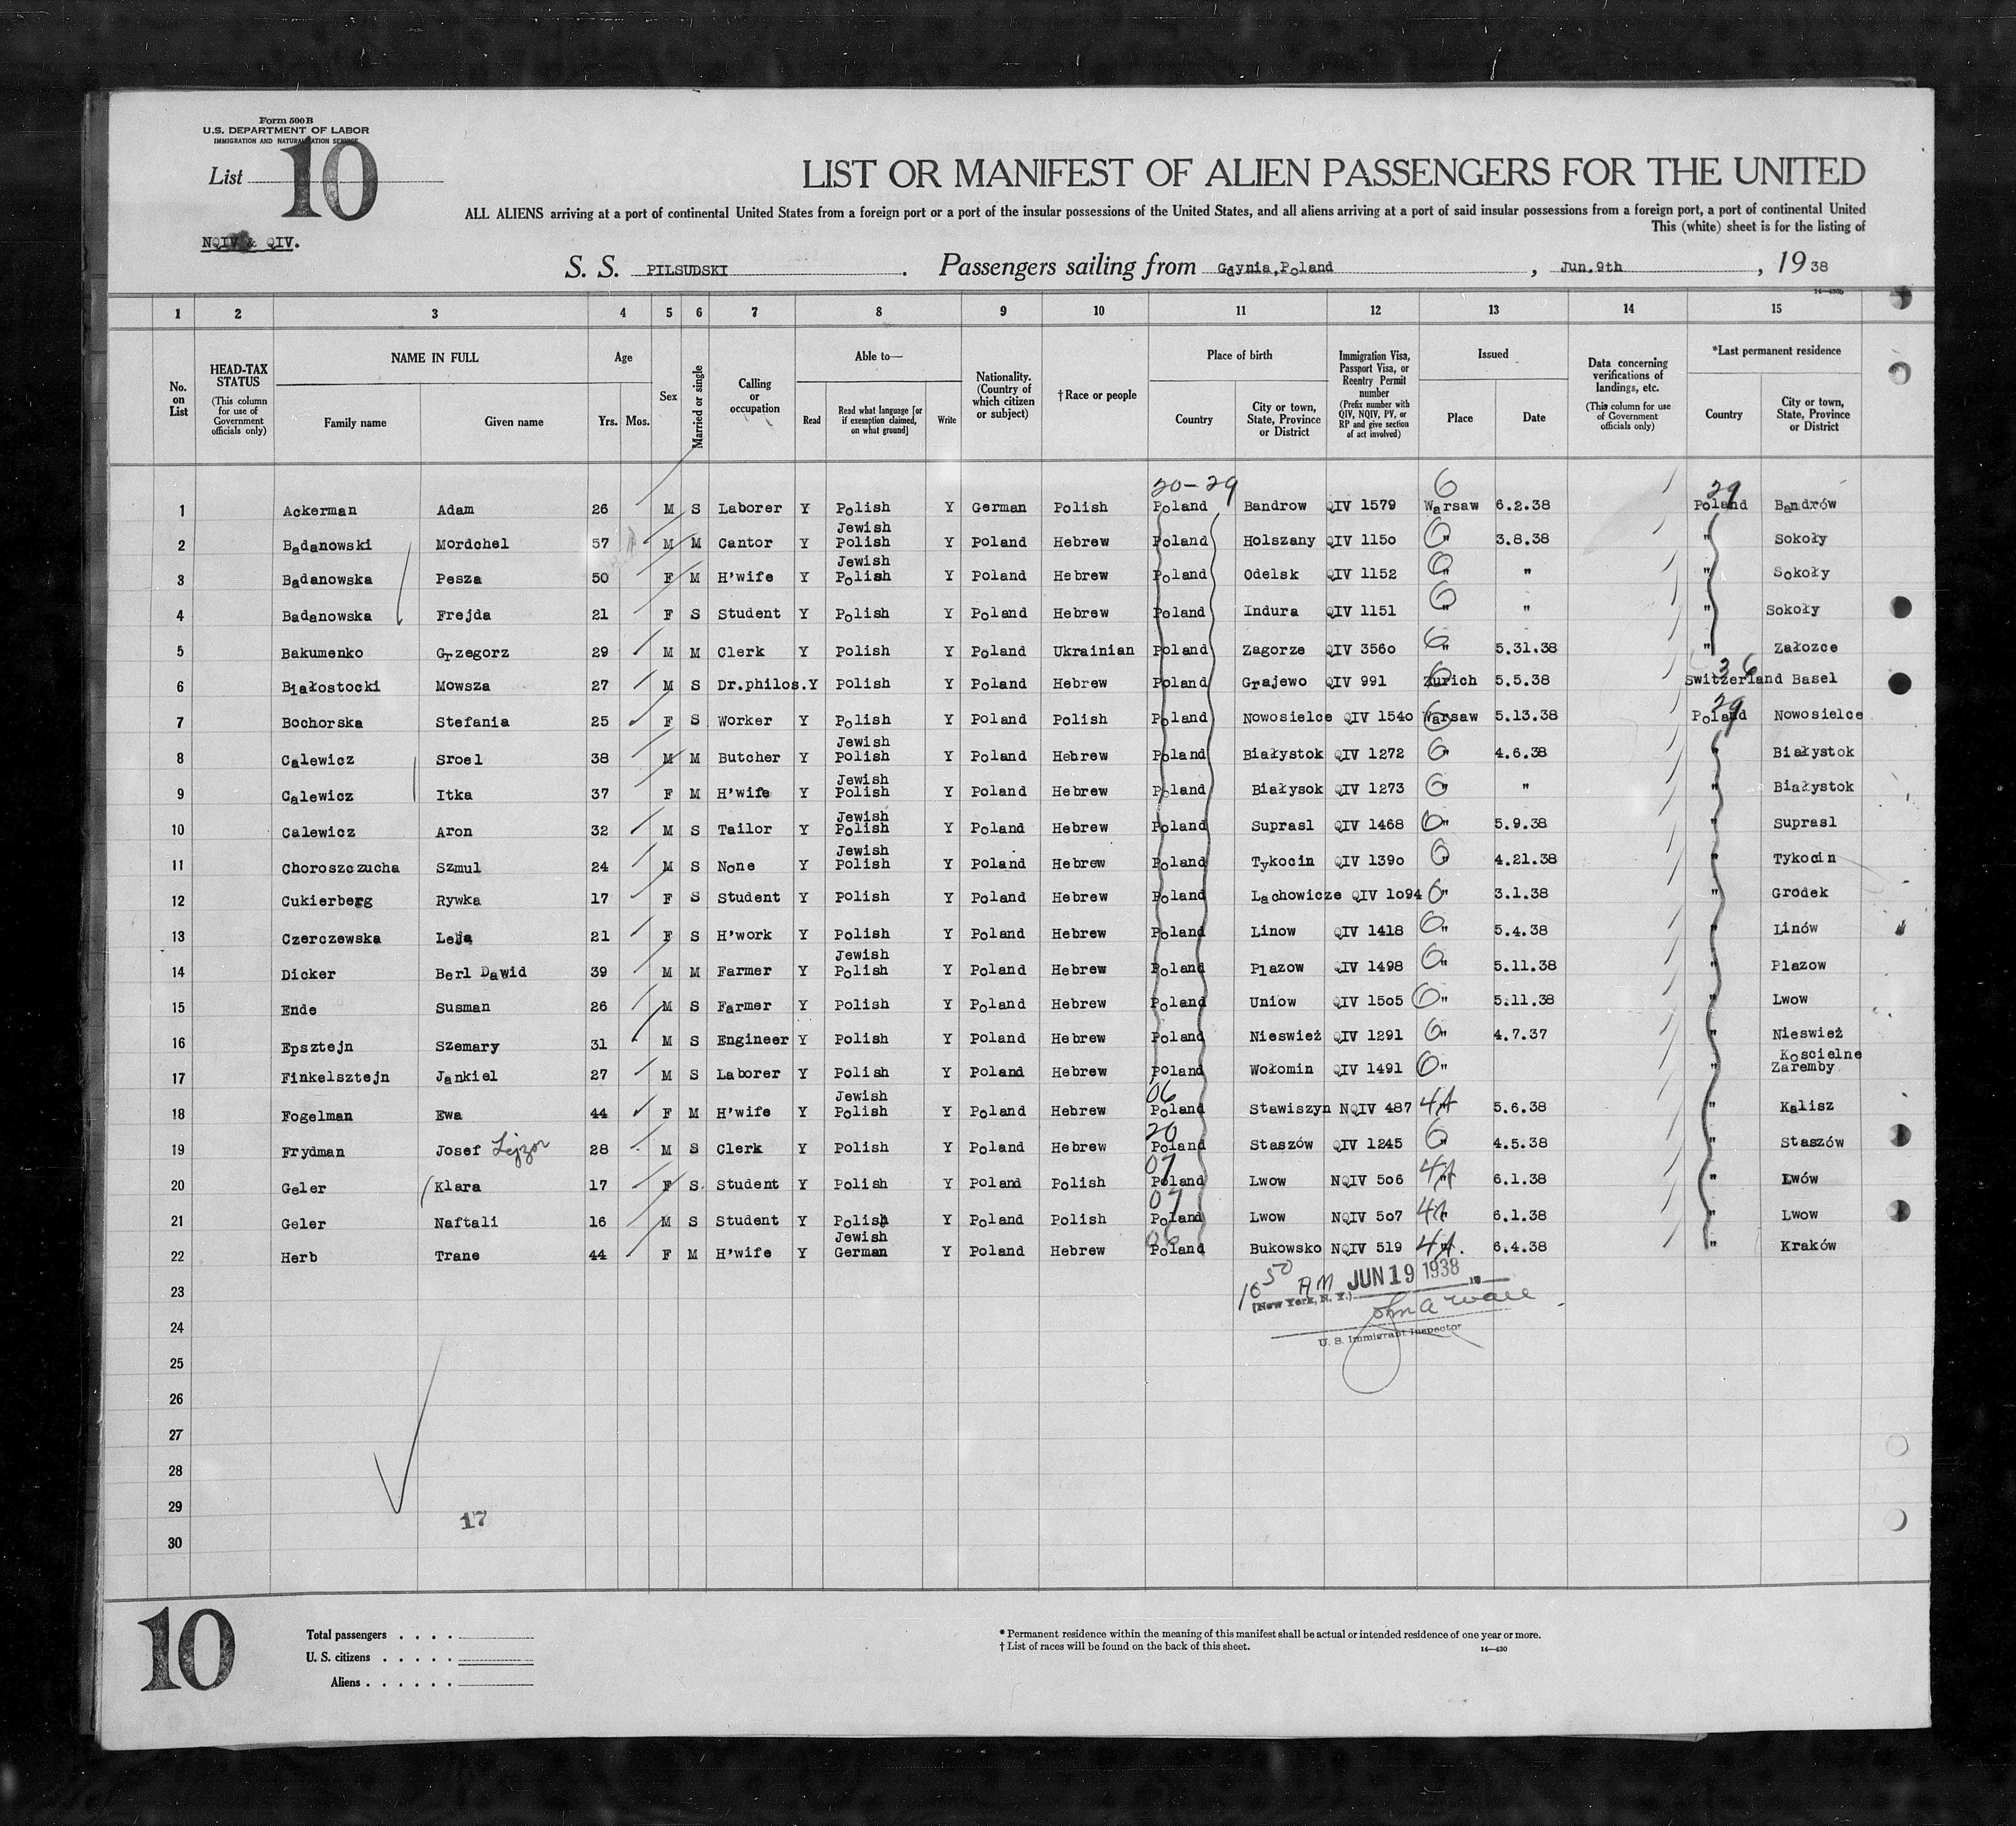 Form 500 B
U.S. DEPARTMENT OF LABOR
IMMIGRATION AND NATURALIZATION SERVICE
List 10
LIST OR MANIFEST OF ALIEN PASSENGERS FOR THE UNITED
ALL ALIENS arriving at a port of continental United States from a foreign port or a port of the insular possessions of the United States, and all aliens arriving at a port of said insular possessions from a foreign port, a port of continental United
This (white) sheet is for the listing of
NQIV & QIV.
S. S. PILSUDSKI. Passengers sailing from Gdynia,Poland, Jun.9th, 1938
14—430b
1 2 3 4 5 6 7 8 9 10 11 12 13 14 15
No. on List
HEAD-TAX STATUS (This column for use of Government officials only)
NAME IN FULL Family name Given name
Age Yrs. Mos.
Sex
Married or single
Calling or occupation
Able to— Read Read what language [or if exemption claimed, on what ground] Write
Nationality. (Country of which citizen or subject)
†Race or people
Place of birth Country City or town, State, Province or District
Immigration Visa, Passport Visa, or Reentry Permit number (Prefix number with QIV, NQIV, PV, or RP and give section of act involved)
Issued Place Date
Data concerning verifications of landings, etc. (This column for use of Government officials only)
*Last permanent residence Country City or town, State, Province or District
20-29 6 29
1 Ackerman Adam 26 M S Laborer Y Polish Y German Polish Poland Bandrow QIV 1579 Warsaw 6.2.38 Poland Bandrów
2 Badanowski Mordchel 57 M M Cantor Y Jewish Polish Y Poland Hebrew Poland Holszany QIV 1150 6 " 3.8.38 " Sokoły
3 Badanowska Pesza 50 F M H'wife Y Jewish Polish Y Poland Hebrew Poland Odelsk QIV 1152 6 " " " Sokoły
4 Badanowska Frejda 21 F S Student Y Polish Y Poland Hebrew Poland Indura QIV 1151 6 " " " Sokoły
5 Bakumenko Grzegorz 29 M M Clerk Y Polish Y Poland Ukrainian Poland Zagorze QIV 3560 6 " 5.31.38 " Załozce
6 Białostocki Mowsza 27 M S Dr.philos. Y Polish Y Poland Hebrew Poland Grajewo QIV 991 6 Zurich 5.5.38 36 Switzerland Basel
7 Bochorska Stefania 25 F S Worker Y Polish Y Poland Polish Poland Nowosielce QIV 1540 6 Warsaw 5.13.38 29 Poland Nowosielce
8 Calewicz Sroel 38 M M Butcher Y Jewish Polish Y Poland Hebrew Poland Białystok QIV 1272 6 " 4.6.38 " Białystok
9 Calewicz Itka 37 F M H'wife Y Jewish Polish Y Poland Hebrew Poland Białysok QIV 1273 6 " " " Białystok
10 Calewicz Aron 32 M S Tailor Y Jewish Polish Y Poland Hebrew Poland Suprasl QIV 1468 6 " 5.9.38 " Suprasl
11 Choroszczucha Szmul 24 M S None Y Jewish Polish Y Poland Hebrew Poland Tykocin QIV 1390 6 " 4.21.38 " Tykocin
12 Cukierberg Rywka 17 F S Student Y Polish Y Poland Hebrew Poland Lachowicze QIV 1094 6 " 3.1.38 " Grodek
13 Czerczewska Leja 21 F S H'work Y Polish Y Poland Hebrew Poland Linow QIV 1418 6 " 5.4.38 " Linów
14 Dicker Berl Dawid 39 M M Farmer Y Jewish Polish Y Poland Hebrew Poland Plazow QIV 1498 6 " 5.11.38 " Plazow
15 Ende Susman 26 M S Farmer Y Polish Y Poland Hebrew Poland Uniow QIV 1505 6 " 5.11.38 " Lwow
16 Epsztejn Szemary 31 M S Engineer Y Polish Y Poland Hebrew Poland Nieswież QIV 1291 6 " 4.7.37 " Nieswież
17 Finkelsztejn Jankiel 27 M S Laborer Y Polish Y Poland Hebrew Poland Wołomin QIV 1491 6 " " Koscielne Zaremby
18 Fogelman Ewa 44 F M H'wife Y Jewish Polish Y Poland Hebrew 06 Poland Stawiszyn NQIV 487 4A " 5.6.38 " Kalisz
19 Frydman Josef Lejzor 28 M S Clerk Y Polish Y Poland Hebrew 20 Poland Staszów QIV 1245 6 " 4.5.38 " Staszów
20 Geler Klara 17 F S. Student Y Polish Y Poland Polish 07 Poland Lwow NQIV 506 4A " 6.1.38 " Lwów
21 Geler Naftali 16 M S Student Y Polish Y Poland Polish 07 Poland Lwow NQIV 507 4A " 6.1.38 " Lwow
22 Herb Trane 44 F M H'wife Y Jewish German Y Poland Hebrew 06 Poland Bukowsko NQIV 519 4A " 6.4.38 " Kraków
23
10 50 AM JUN 19 1938 19
(New York, N. Y.)
24
U. S. Immigrant Inspector
25
26
27
28
29
17
30
10
Total passengers . . . .
U. S. citizens . . . . .
Aliens . . . . . .
* Permanent residence within the meaning of this manifest shall be actual or intended residence of one year or more.
† List of races will be found on the back of this sheet.
14—430